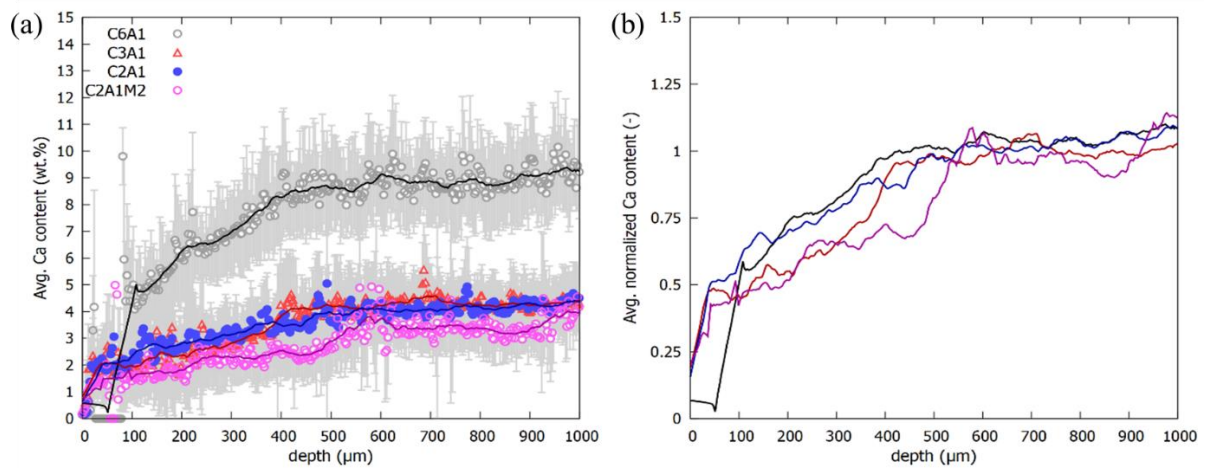 (a)
Avg. Ca content (wt.%)
15
14
13
12
11
10
9
8
7
6
5
4
3
2
1
0
C6A1
C3A1
C2A1
C2A1M2
0 100 200 300 400 500 600 700 800 900 1000
depth (µm)
(b)
Avg. normalized Ca content (-)
1.5
1.25
1
0.75
0.5
0.25
0
0 100 200 300 400 500 600 700 800 900 1000
depth (µm)